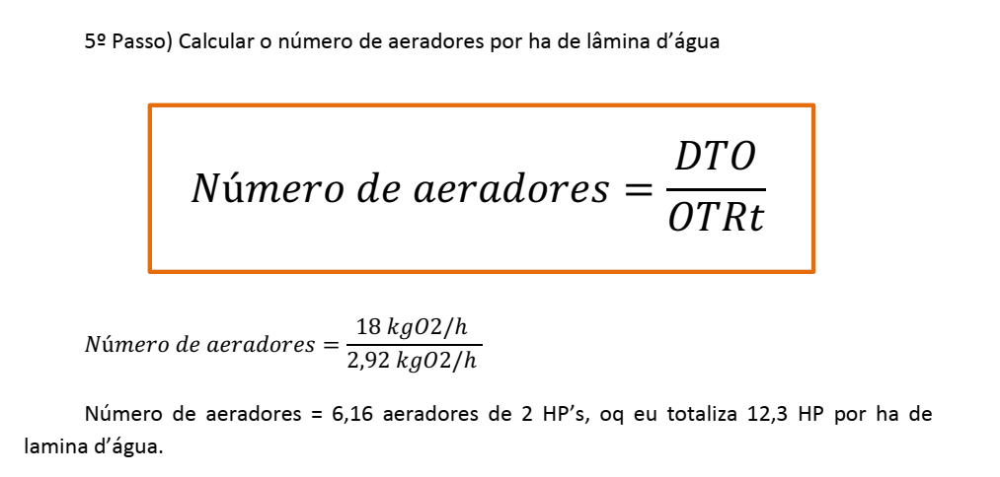 5º Passo) Calcular o número de aeradores por ha de lâmina d’água
Número de aeradores = DTO / OTRt
Número de aeradores = 18 kgO2/h / 2,92 kgO2/h
Número de aeradores = 6,16 aeradores de 2 HP’s, oq eu totaliza 12,3 HP por ha de
lamina d’água.